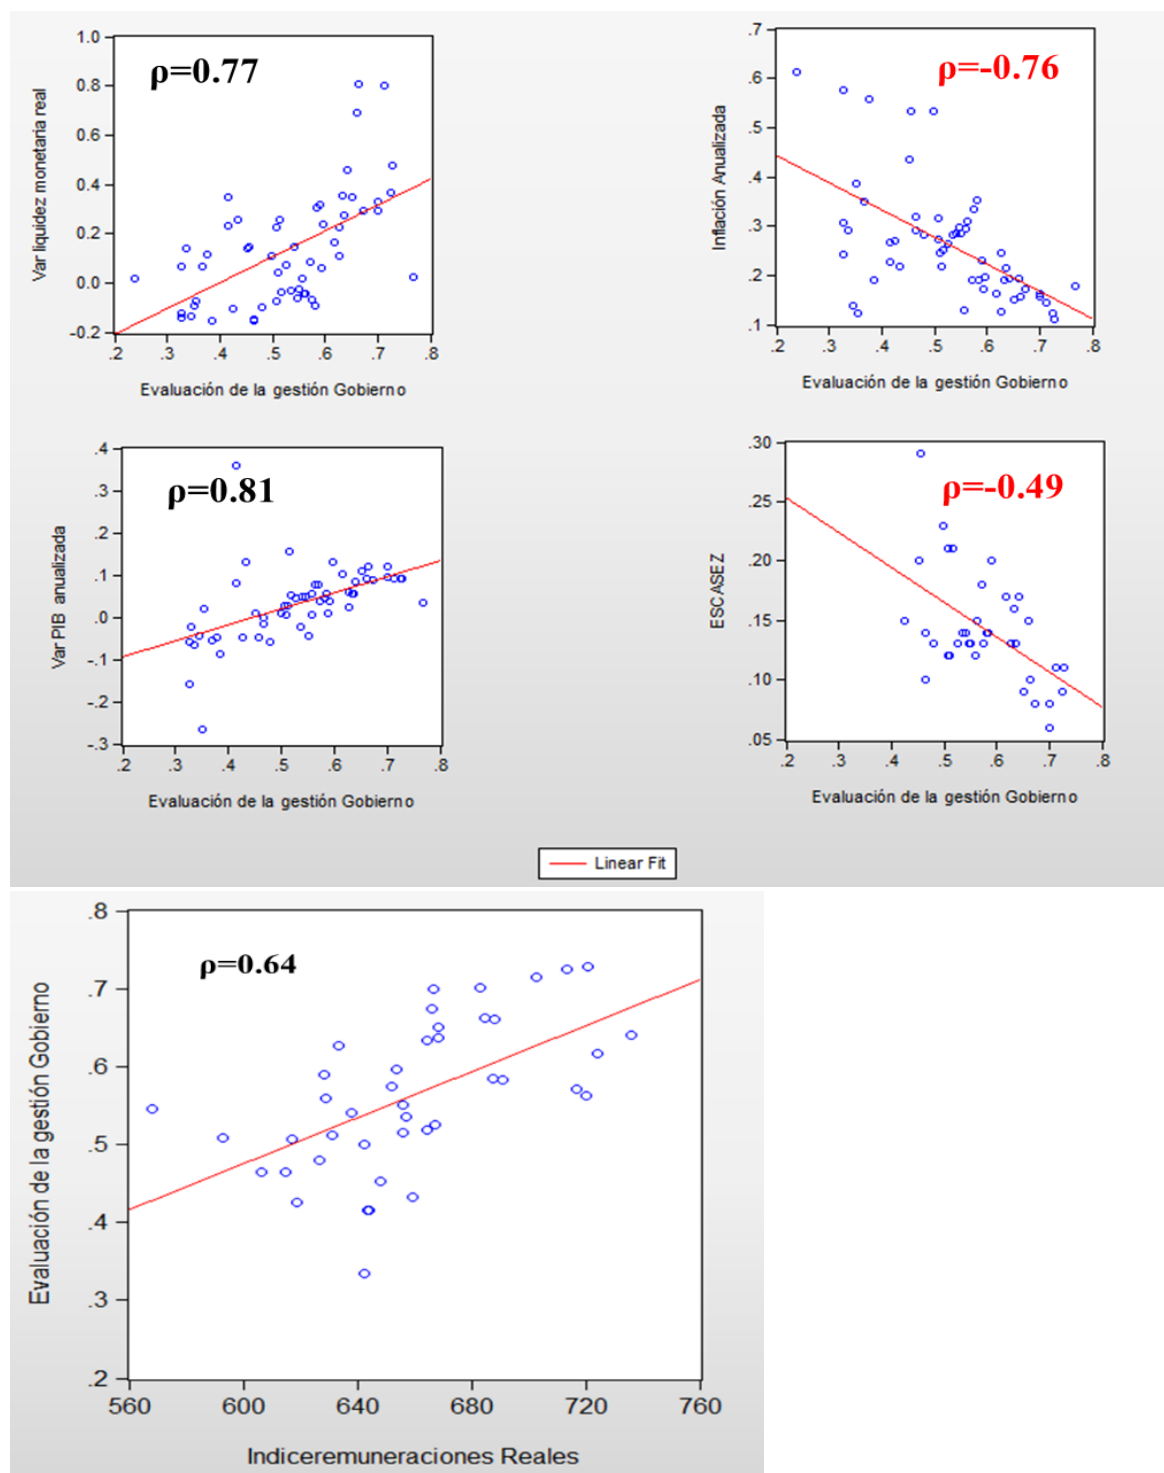 ρ=0.77
1.0
0.8
0.6
0.4
0.2
0.0
-0.2
.2 .3 .4 .5 .6 .7 .8
Var liquidez monetaria real
Evaluación de la gestión Gobierno
ρ=-0.76
.7
.6
.5
.4
.3
.2
.1
.2 .3 .4 .5 .6 .7 .8
Inflación Anualizada
Evaluación de la gestión Gobierno
ρ=0.81
.4
.3
.2
.1
.0
-.1
-.2
-.3
.2 .3 .4 .5 .6 .7 .8
Var PIB anualizada
Evaluación de la gestión Gobierno
ρ=-0.49
.30
.25
.20
.15
.10
.05
.2 .3 .4 .5 .6 .7 .8
ESCASEZ
Evaluación de la gestión Gobierno
Linear Fit
ρ=0.64
.8
.7
.6
.5
.4
.3
.2
560 600 640 680 720 760
Evaluación de la gestión Gobierno
Indiceremuneraciones Reales